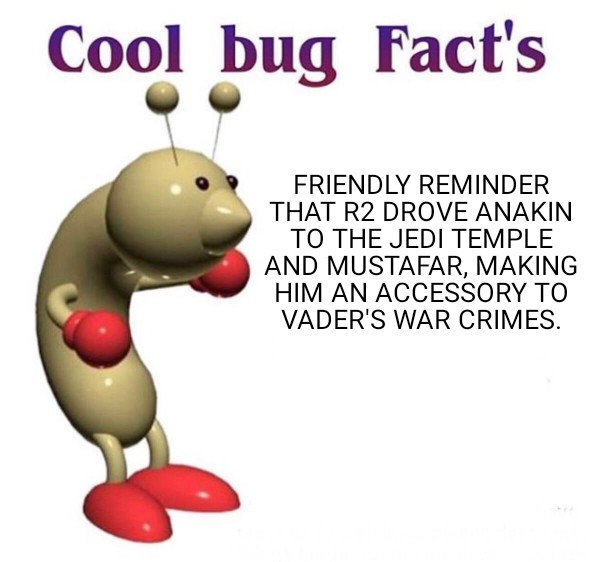 Cool bug Fact's
FRIENDLY REMINDER
THAT R2 DROVE ANAKIN
TO THE JEDI TEMPLE
AND MUSTAFAR, MAKING
HIM AN ACCESSORY TO
VADER'S WAR CRIMES.